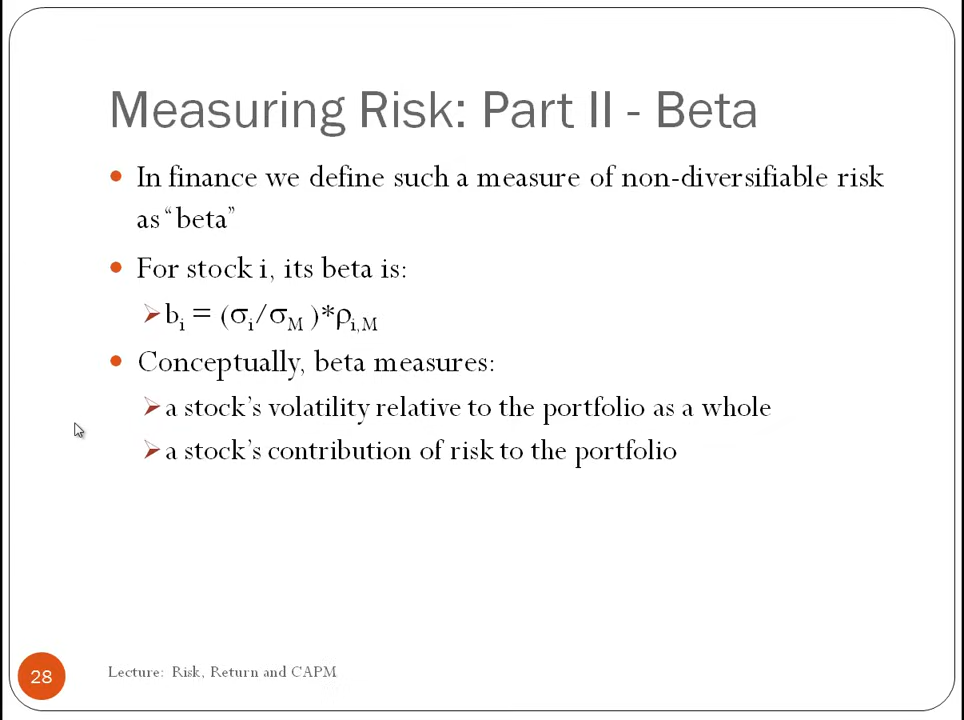 Measuring Risk: Part II - Beta
In finance we define such a measure of non-diversifiable risk
as “beta”
For stock i, its beta is:
bᵢ = (σᵢ/σ_M )*ρ_i,M
Conceptually, beta measures:
a stock’s volatility relative to the portfolio as a whole
a stock’s contribution of risk to the portfolio
28
Lecture: Risk, Return and CAPM